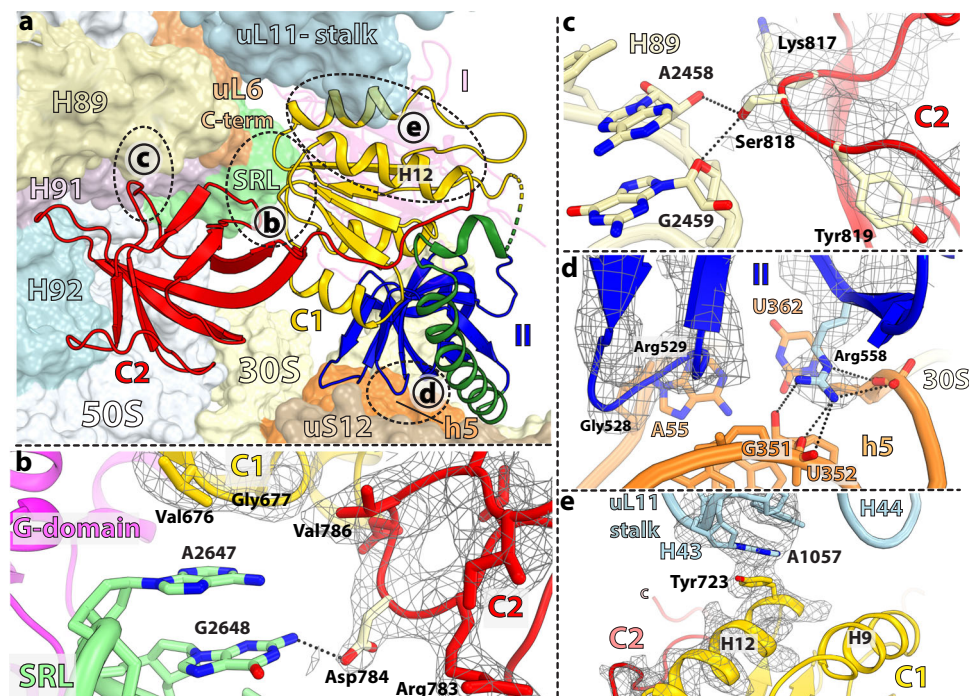 a
uL11- stalk
H89
uL6
C-term
I
e
c
H12
SRL
H91
b
H92
C1
II
C2
30S
d
50S
uS12
h5
b
C1
Val676
Gly677
G-domain
Val786
A2647
C2
G2648
Asp784
SRL
Arg783
c
H89
Lys817
A2458
C2
Ser818
G2459
Tyr819
d
II
U362
Arg529
Arg558
30S
Gly528
A55
G351
h5
U352
e
uL11
stalk
H44
H43
A1057
Tyr723
C
C2
H12
H9
C1